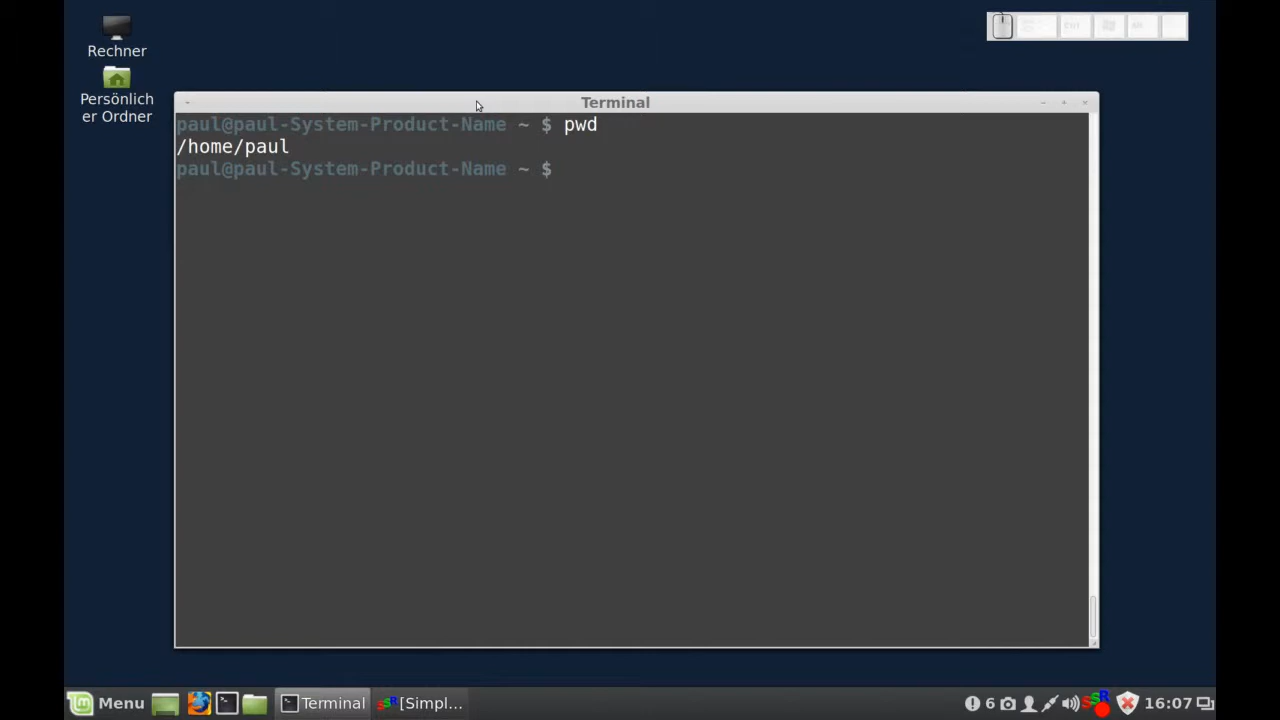 Rechner
Persönlich
er Ordner
Terminal
paul@paul-System-Product-Name ~ $ pwd
/home/paul
paul@paul-System-Product-Name ~ $
Menu
Terminal
[Simpl...
6
16:07